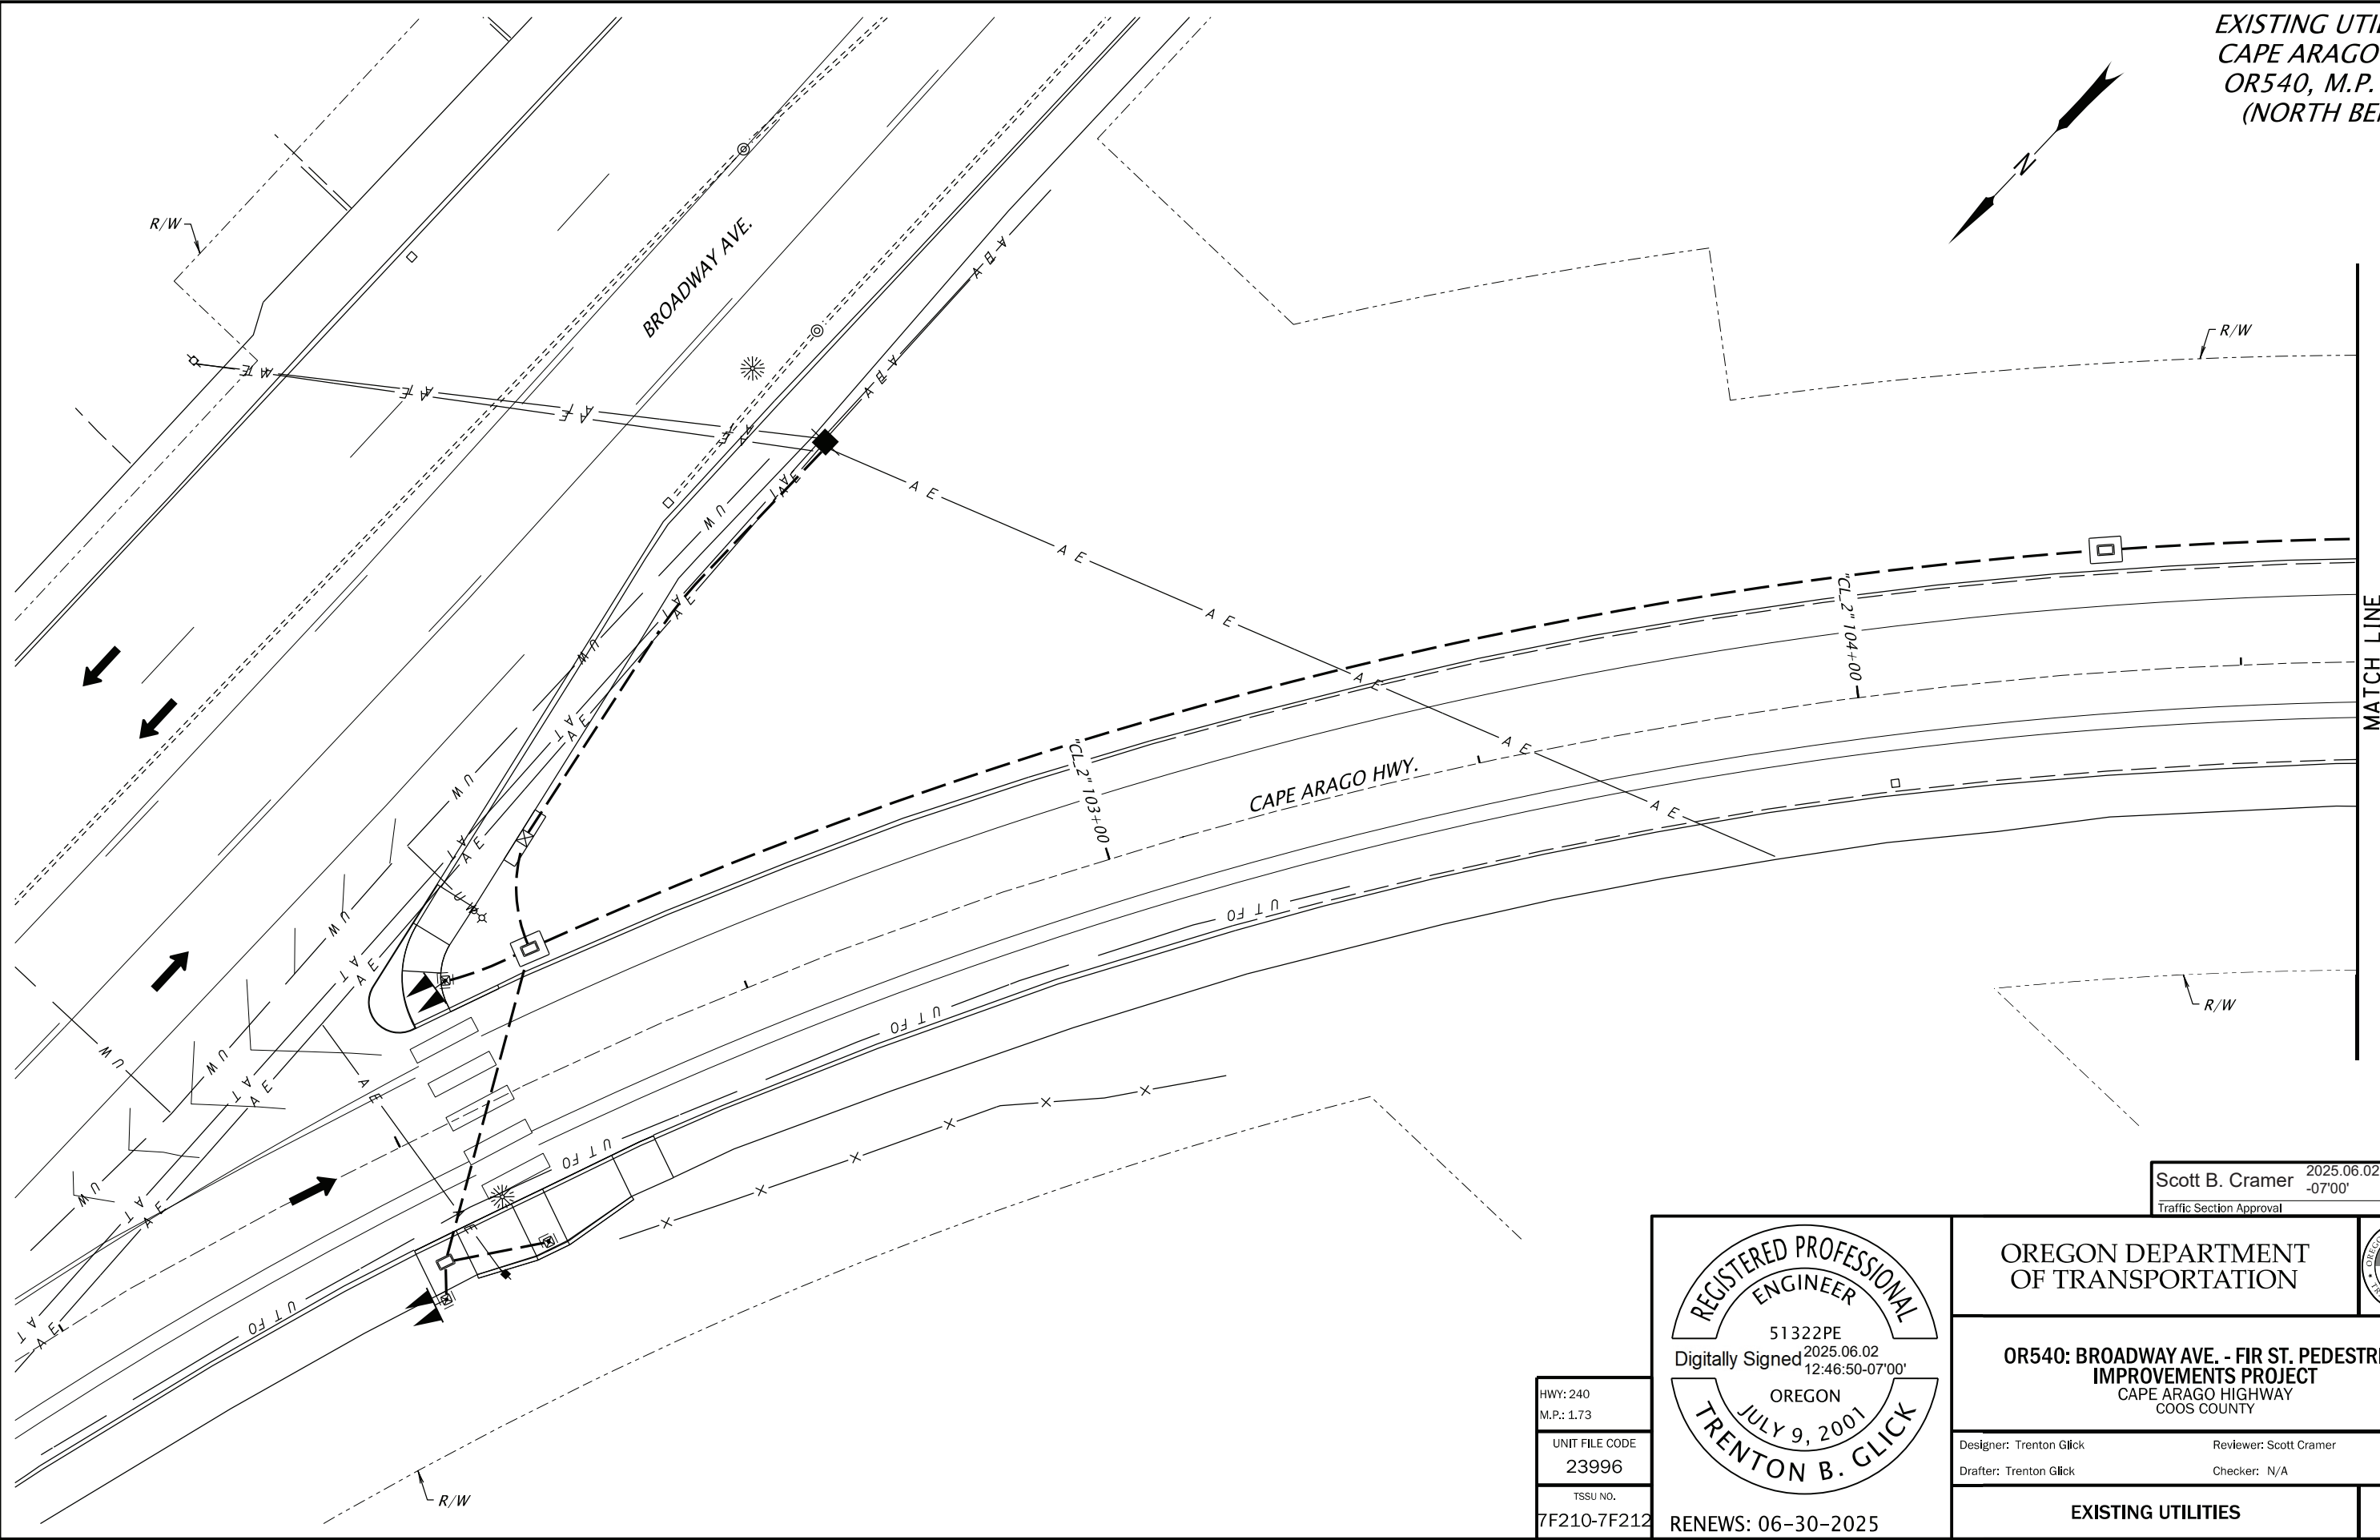 EXISTING UTI
CAPE ARAGO
OR540, M.P.
(NORTH BE
N
R/W
BROADWAY AVE.
R/W
A E
A T
A E
A T
A E
A T
A E
A T
A B
A B
A E
A E
A E
A E
A E
A E
U W
U W
U W
U W
U W
U W
U W
U W
A T
A E
A T
A E
A T
A E
A T
A E
A T
A E
A T
A E
A T
A E
A T
A E
A E
"CL_2" 103+00
"CL_2" 104+00
CAPE ARAGO HWY.
MATCH LINE
U T FO
U T FO
U T FO
U T FO
R/W
R/W
Scott B. Cramer
2025.06.02
-07'00'
Traffic Section Approval
REGISTERED PROFESSIONAL
ENGINEER
51322PE
Digitally Signed
2025.06.02
12:46:50-07'00'
OREGON
JULY 9, 2001
TRENTON B. GLICK
RENEWS: 06-30-2025
HWY: 240
M.P.: 1.73
UNIT FILE CODE
23996
TSSU NO.
7F210-7F212
OREGON DEPARTMENT
OF TRANSPORTATION
OR540: BROADWAY AVE. - FIR ST. PEDESTR
IMPROVEMENTS PROJECT
CAPE ARAGO HIGHWAY
COOS COUNTY
Designer: Trenton Glick
Reviewer: Scott Cramer
Drafter: Trenton Glick
Checker: N/A
EXISTING UTILITIES